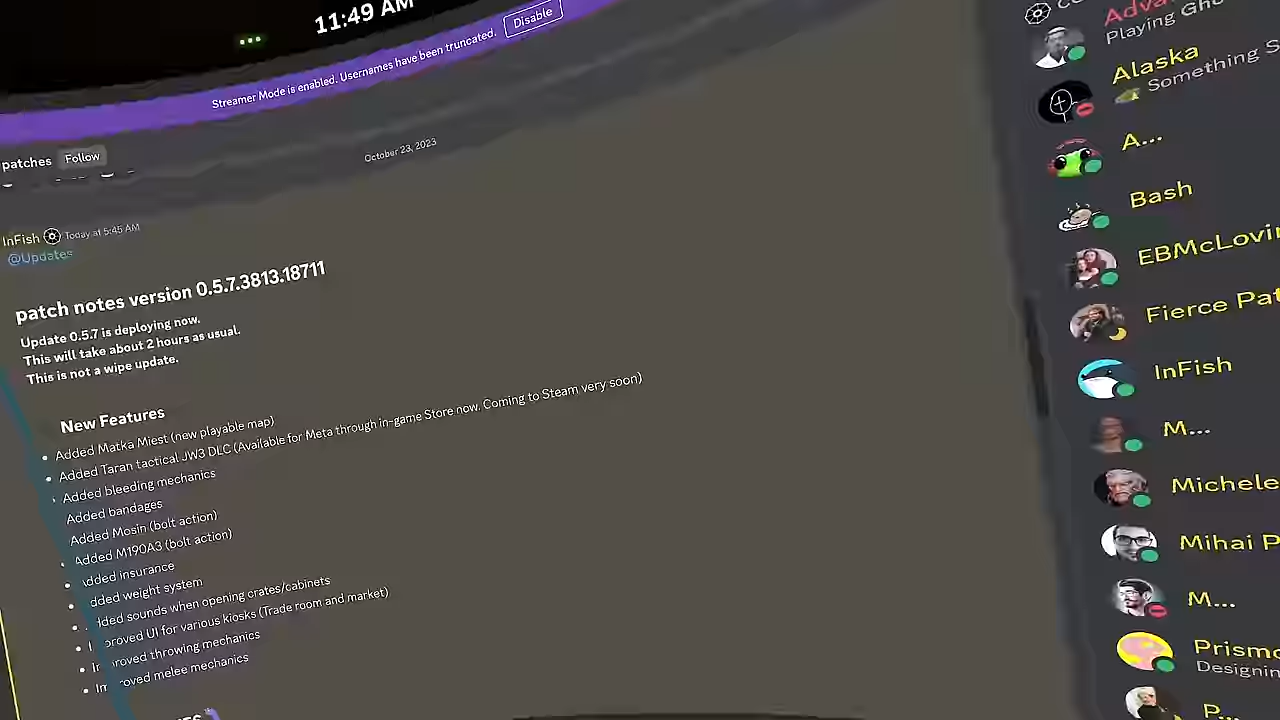 11:49 AM
Streamer Mode is enabled. Usernames have been truncated. Disable
patches Follow
October 23, 2023
InFish Today at 5:45 AM
@Updates
patch notes version 0.5.7.3813.18711
Update 0.5.7 is deploying now.
This will take about 2 hours as usual.
This is not a wipe update.
New Features
Added Matka Miest (new playable map)
Added Taran tactical JW3 DLC (Available for Meta through in-game Store now. Coming to Steam very soon)
Added bleeding mechanics
Added bandages
Added Mosin (bolt action)
Added M190A3 (bolt action)
dded insurance
dded weight system
dded sounds when opening crates/cabinets
I proved UI for various kiosks (Trade room and market)
Im roved throwing mechanics
Im roved melee mechanics
Adva
Playing Gho
Alaska
Something S
A...
Bash
EBMcLovin
Fierce Pat
InFish
M...
Michele
Mihai P
M...
Prismo
Designin
P...